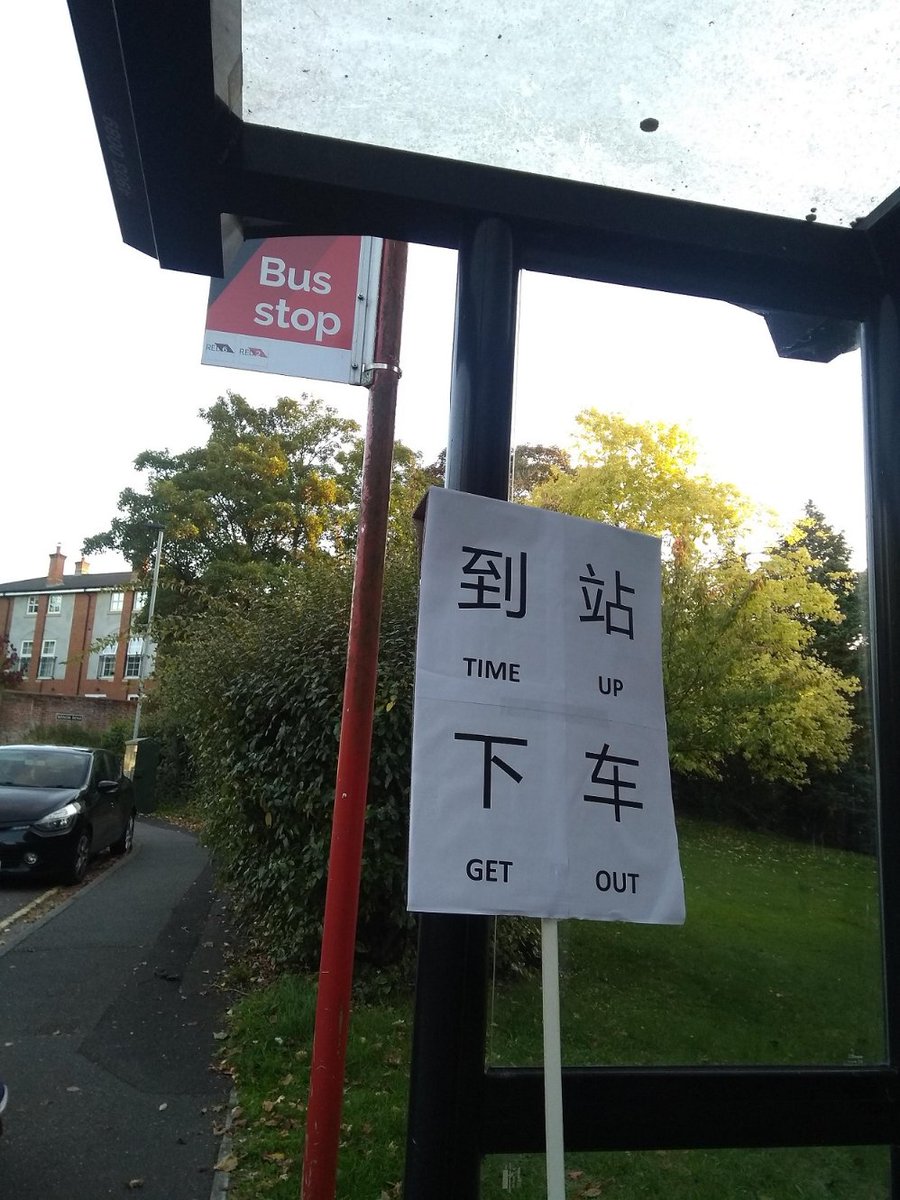 Bus
stop
到 站
TIME UP
下 车
GET OUT